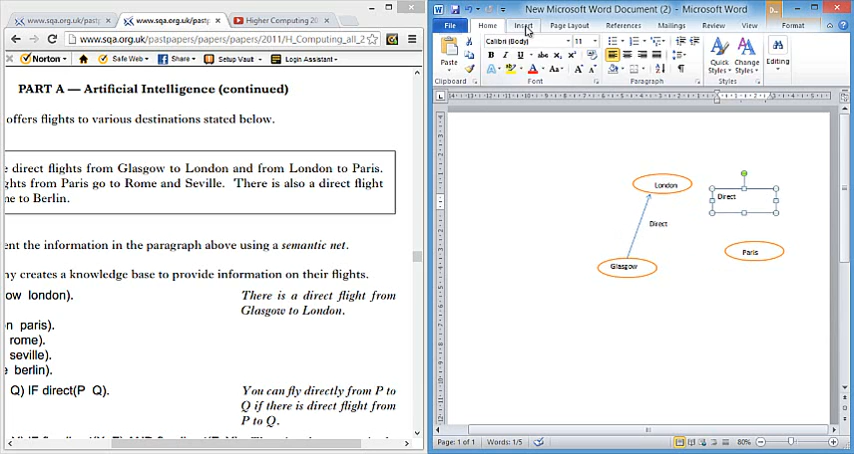 www.sqa.org.uk/past
www.sqa.org.uk/past
Higher Computing 20
www.sqa.org.uk/pastpapers/papers/papers/2011/H_Computing_all_2
Norton
Safe Web
Share
Setup Vault
Login Assistant
PART A — Artificial Intelligence (continued)
offers flights to various destinations stated below.
e direct flights from Glasgow to London and from London to Paris.
ghts from Paris go to Rome and Seville. There is also a direct flight
me to Berlin.
ent the information in the paragraph above using a semantic net.
ny creates a knowledge base to provide information on their flights.
ow london).
There is a direct flight from
Glasgow to London.
n paris).
rome).
seville).
e berlin).
Q) IF direct(P Q).
You can fly directly from P to
Q if there is direct flight from
P to Q.
New Microsoft Word Document (2) - Microsoft Word
File
Home
Insert
Page Layout
References
Mailings
Review
View
Format
Calibri (Body)
11
Paste
Quick Styles
Change Styles
Editing
Clipboard
Font
Paragraph
Styles
London
Direct
Direct
Paris
Glasgow
Page: 1 of 1
Words: 1/5
80%